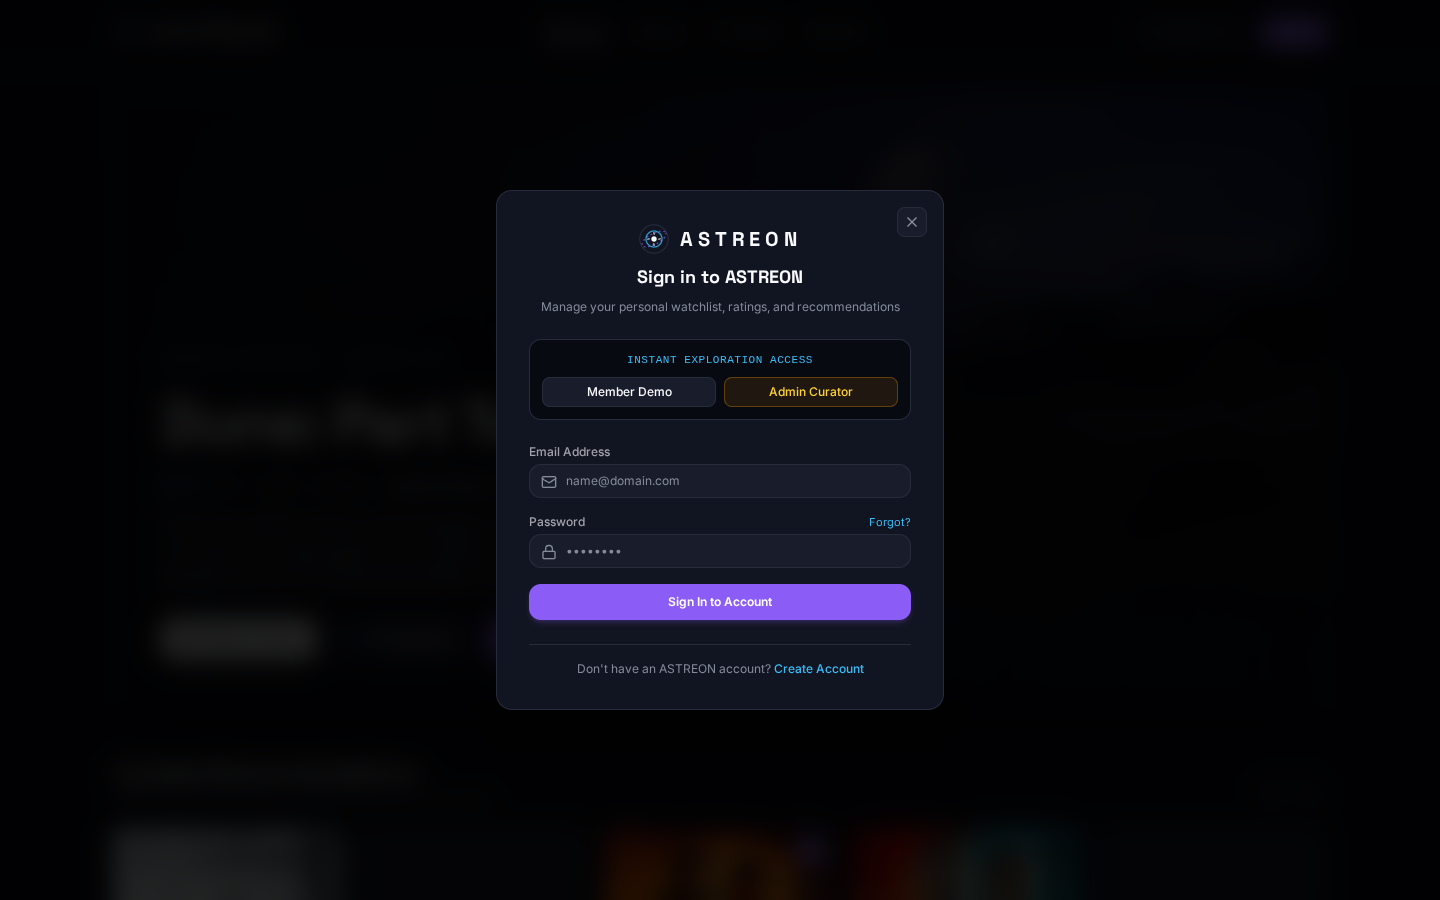 ASTREON
Sign in to ASTREON
Manage your personal watchlist, ratings, and recommendations
INSTANT EXPLORATION ACCESS
Member Demo
Admin Curator
Email Address
name@domain.com
Password
Forgot?
••••••••
Sign In to Account
Don't have an ASTREON account? Create Account